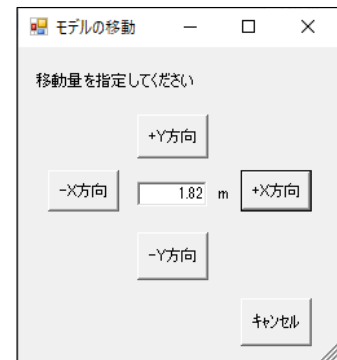 モデルの移動
移動量を指定してください
+Y方向
-X方向 1.82 m +X方向
-Y方向
ｷｬﾝｾﾙ